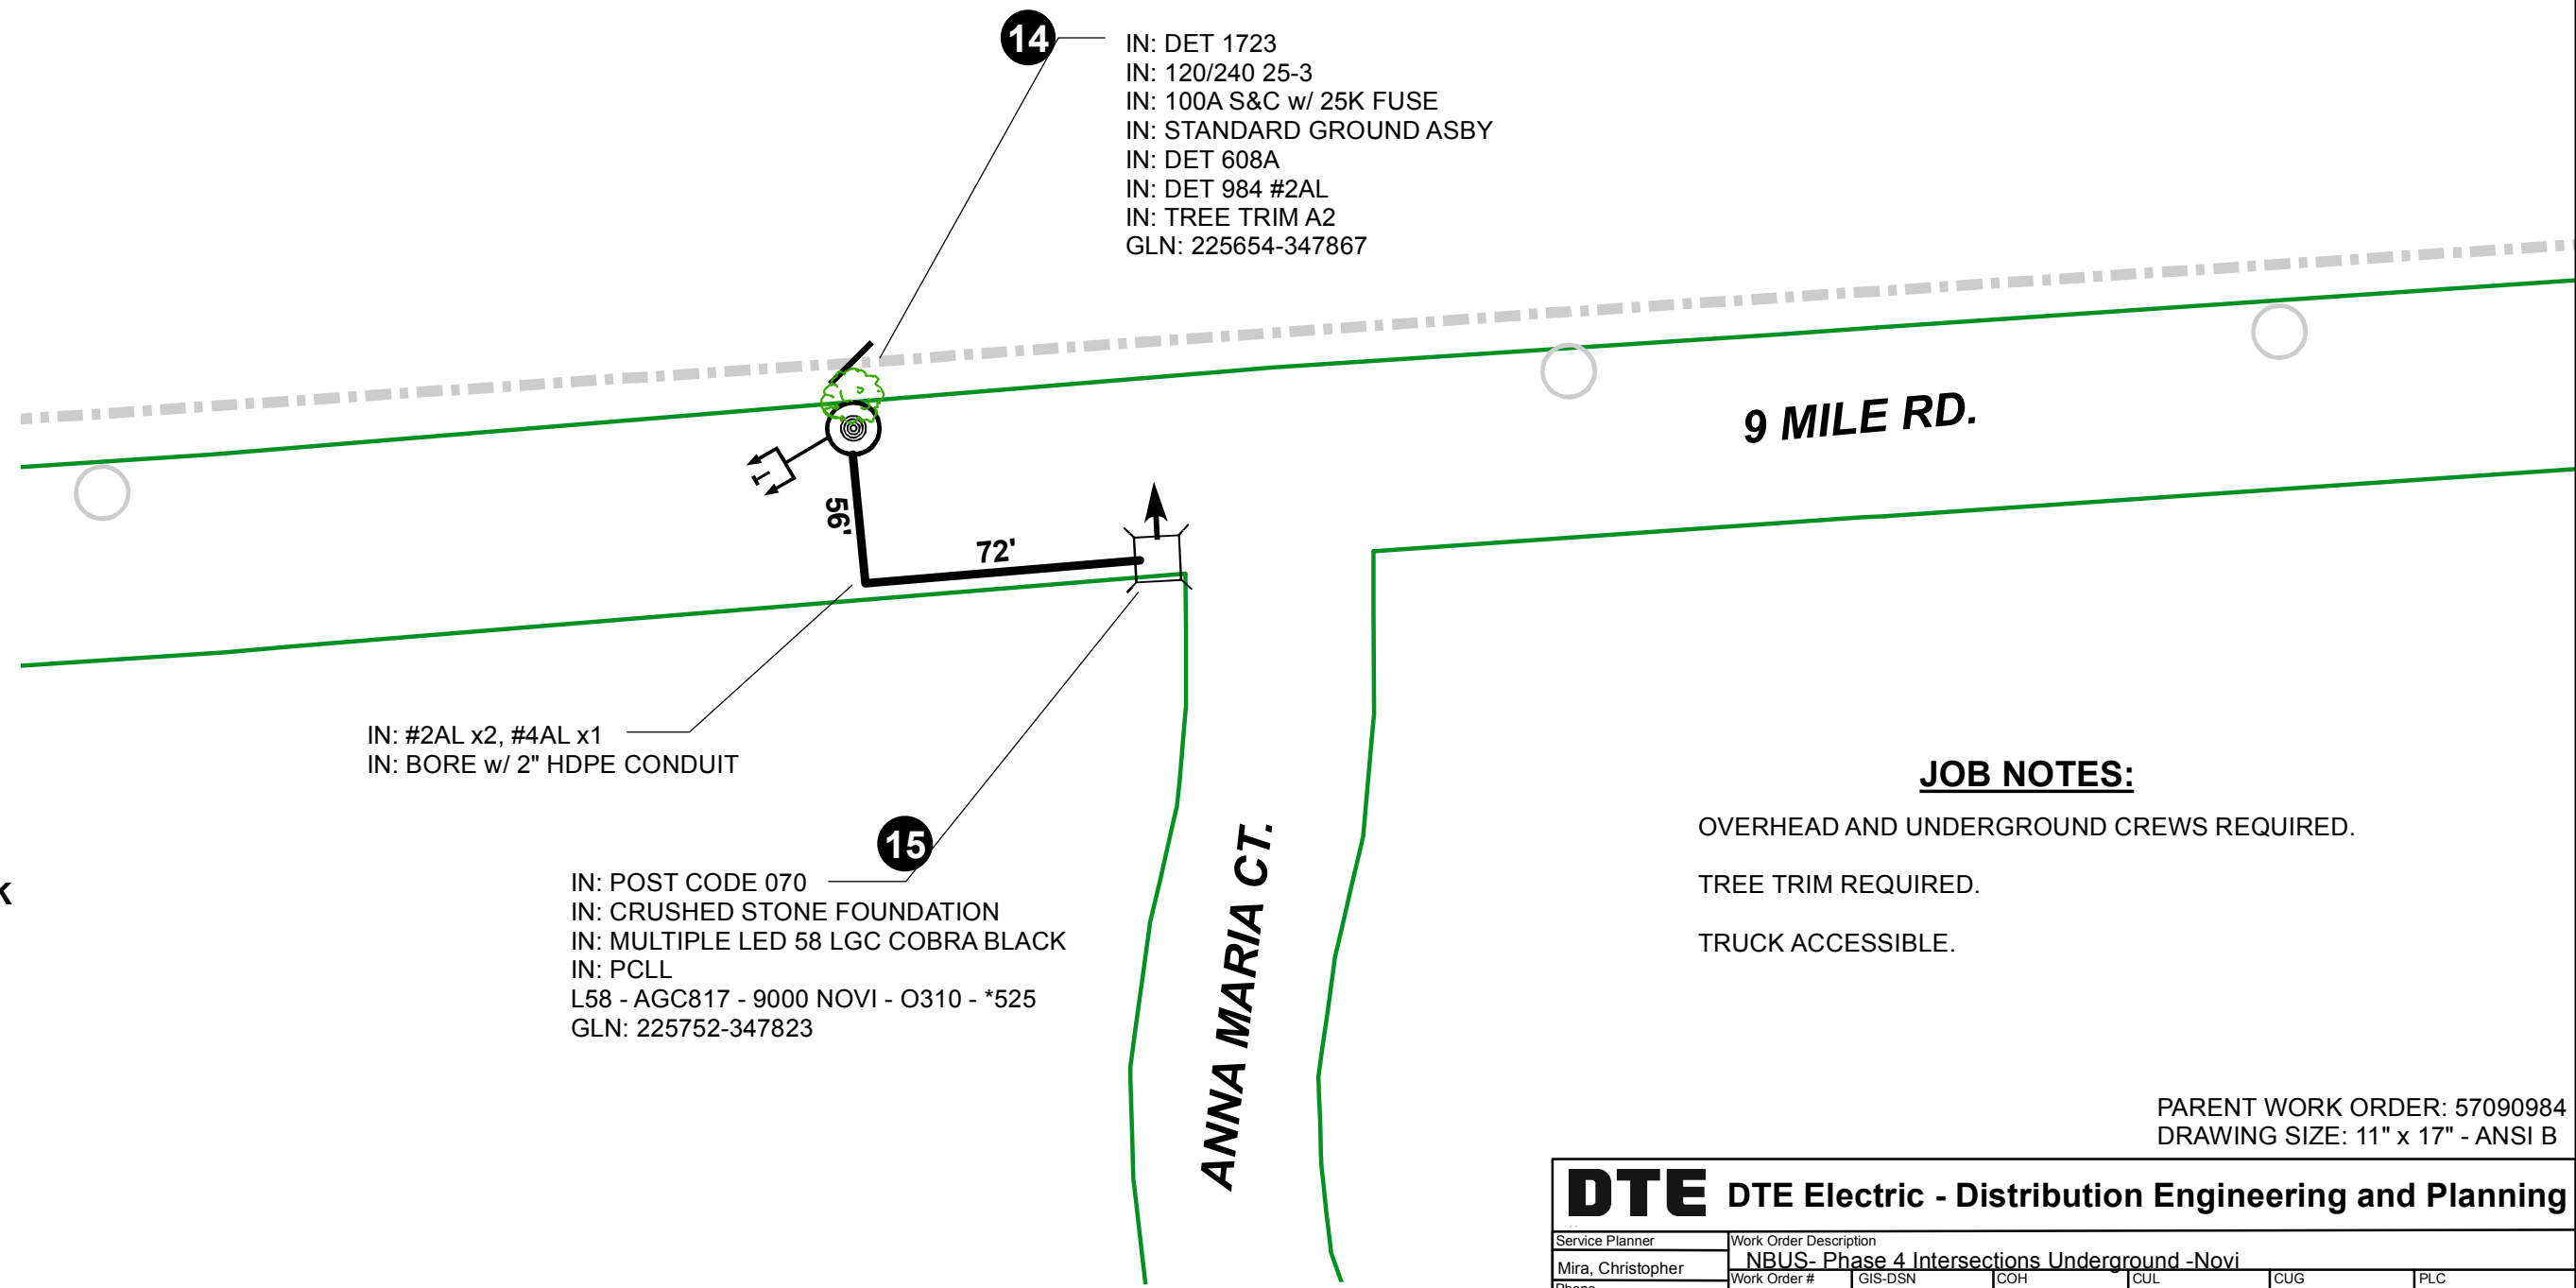 14
IN: DET 1723
IN: 120/240 25-3
IN: 100A S&C w/ 25K FUSE
IN: STANDARD GROUND ASBY
IN: DET 608A
IN: DET 984 #2AL
IN: TREE TRIM A2
GLN: 225654-347867
9 MILE RD.
56'
72'
IN: #2AL x2, #4AL x1
IN: BORE w/ 2" HDPE CONDUIT
15
IN: POST CODE 070
IN: CRUSHED STONE FOUNDATION
IN: MULTIPLE LED 58 LGC COBRA BLACK
IN: PCLL
L58 - AGC817 - 9000 NOVI - O310 - *525
GLN: 225752-347823
K
ANNA MARIA CT.
JOB NOTES:
OVERHEAD AND UNDERGROUND CREWS REQUIRED.
TREE TRIM REQUIRED.
TRUCK ACCESSIBLE.
PARENT WORK ORDER: 57090984
DRAWING SIZE: 11" x 17" - ANSI B
DTE DTE Electric - Distribution Engineering and Planning
Service Planner
Mira, Christopher
Phone
Work Order Description
NBUS- Phase 4 Intersections Underground -Novi
Work Order # GIS-DSN COH CUL CUG PLC